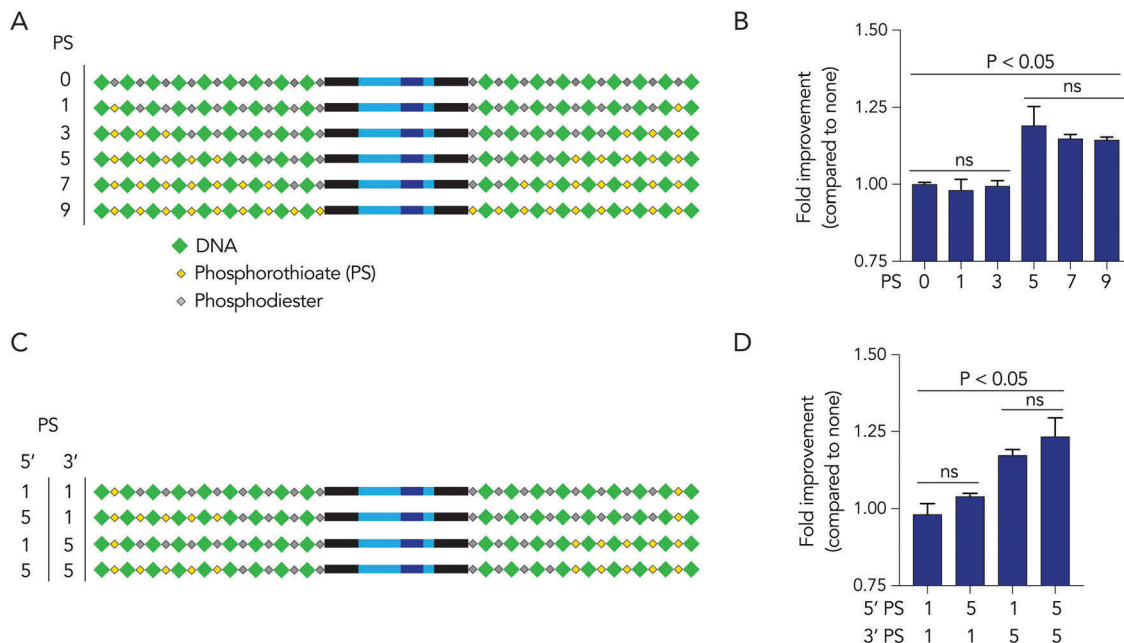 A
PS
0
1
3
5
7
9
DNA
Phosphorothioate (PS)
Phosphodiester
B
Fold improvement
(compared to none)
1.50
1.25
1.00
0.75
P < 0.05
ns
ns
PS 0 1 3 5 7 9
C
PS
5’ 3’
1 1
5 1
1 5
5 5
D
Fold improvement
(compared to none)
1.50
1.25
1.00
0.75
P < 0.05
ns
ns
5’ PS 1 5 1 5
3’ PS 1 1 5 5